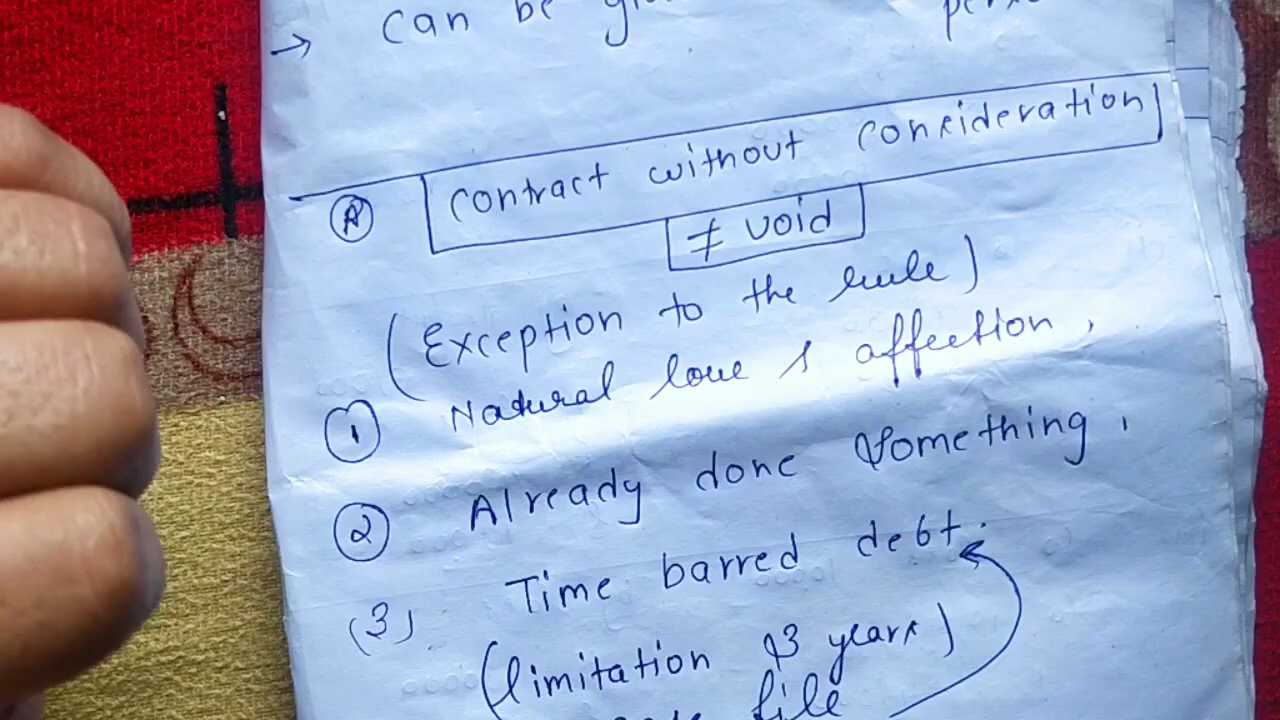 → can be
Ⓐ contract without consideration
≠ void
(Exception to the rule)
① Natural love & affection,
② Already done something,
(3) Time barred debt.
(limitation 3 years)
file